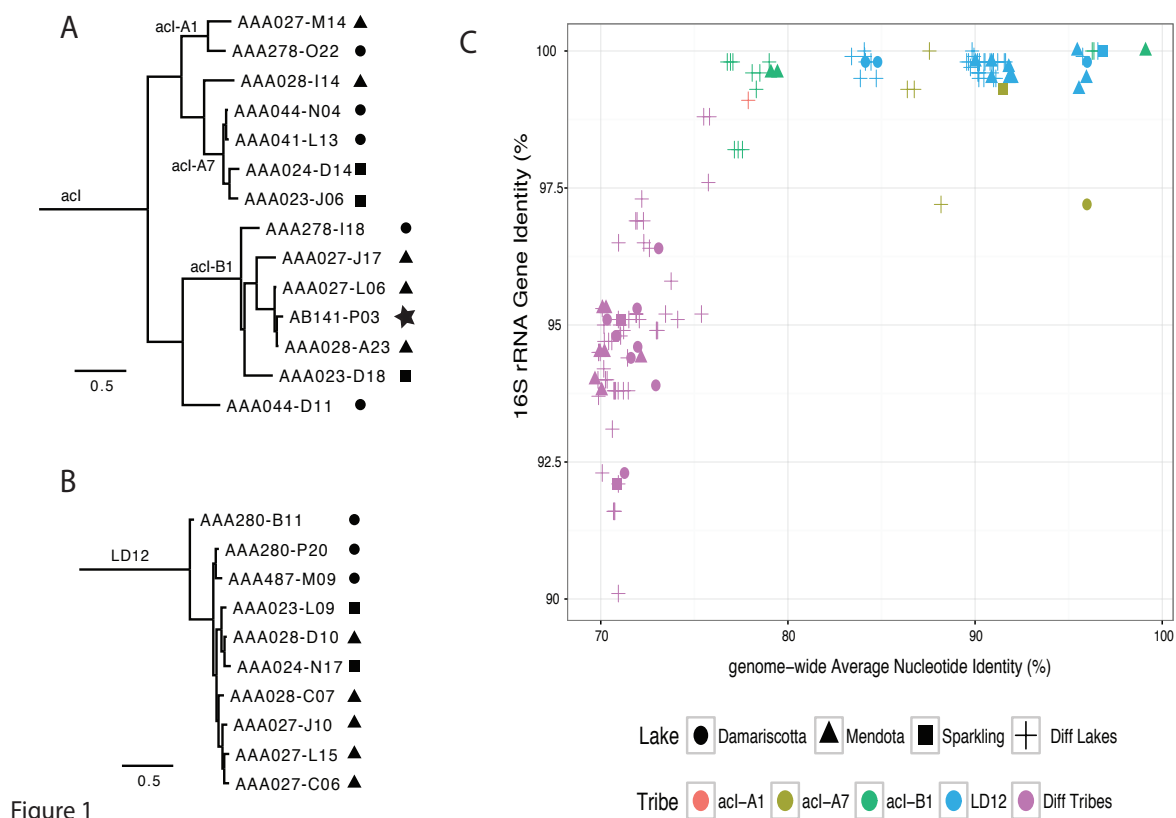 A
acI
acI-A1
acI-A7
acI-B1
AAA027-M14
AAA278-O22
AAA028-I14
AAA044-N04
AAA041-L13
AAA024-D14
AAA023-J06
AAA278-I18
AAA027-J17
AAA027-L06
AB141-P03
AAA028-A23
AAA023-D18
AAA044-D11
0.5
B
LD12
AAA280-B11
AAA280-P20
AAA487-M09
AAA023-L09
AAA028-D10
AAA024-N17
AAA028-C07
AAA027-J10
AAA027-L15
AAA027-C06
0.5
Figure 1
C
16S rRNA Gene Identity (%
100
97.5
95
92.5
90
70 80 90 100
genome−wide Average Nucleotide Identity (%)
Lake Damariscotta Mendota Sparkling Diff Lakes
Tribe acI−A1 acI−A7 acI−B1 LD12 Diff Tribes